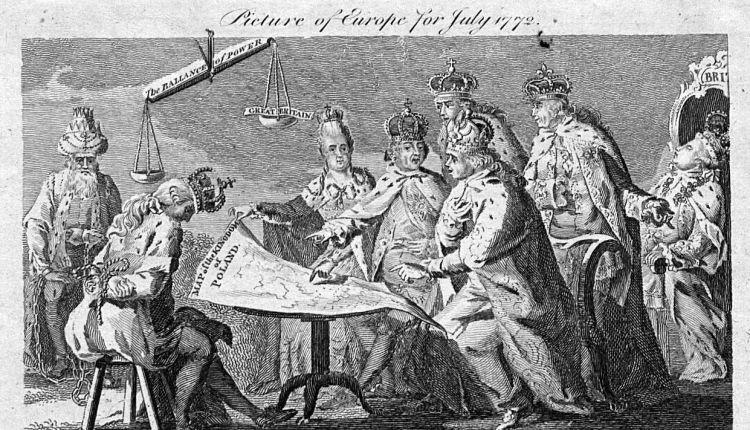 Picture of Europe for July 1772.
The BALLANCE of POWER
GREAT BRITAIN
BRI
MAP of the KINGDOM of
POLAND